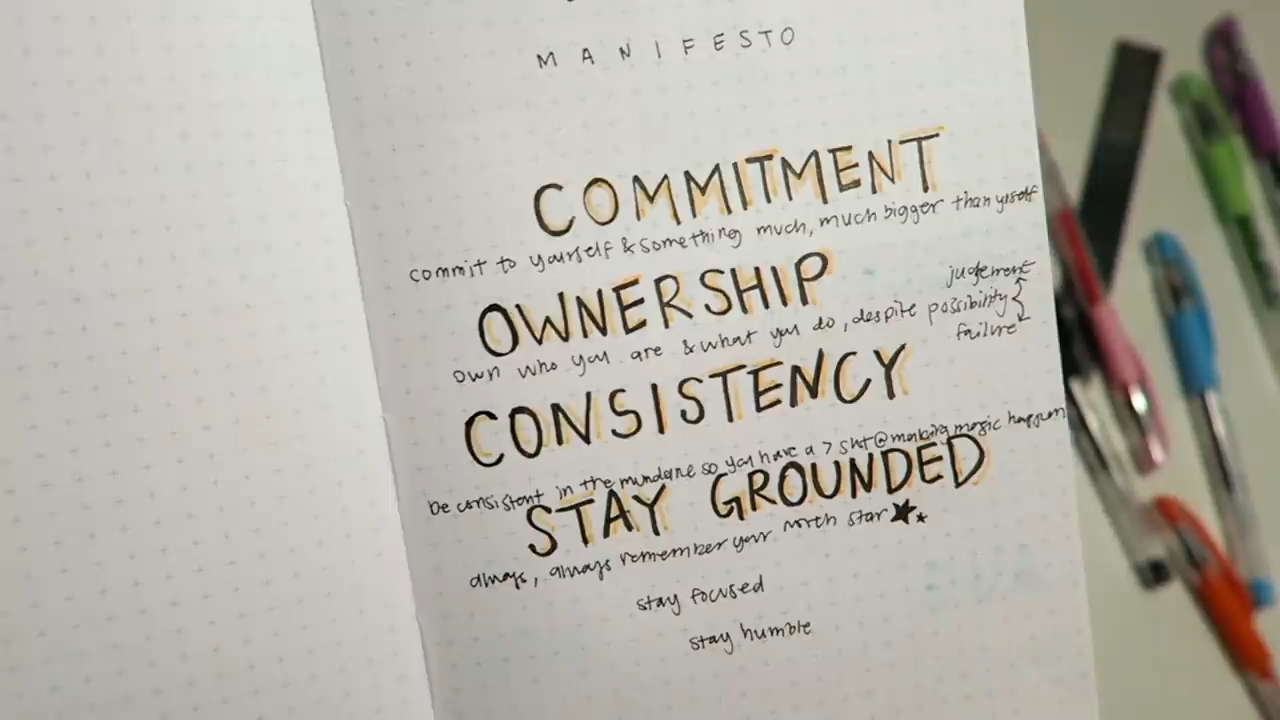 MANIFESTO
COMMITMENT
commit to yourself & something much, much bigger than yrself
OWNERSHIP
own who you are & what you do, despite possibility
judgement
failure
CONSISTENCY
be consistent in the mundane so you have a > shot @ making magic happen
STAY GROUNDED
always, always remember your north star
stay focused
stay humble